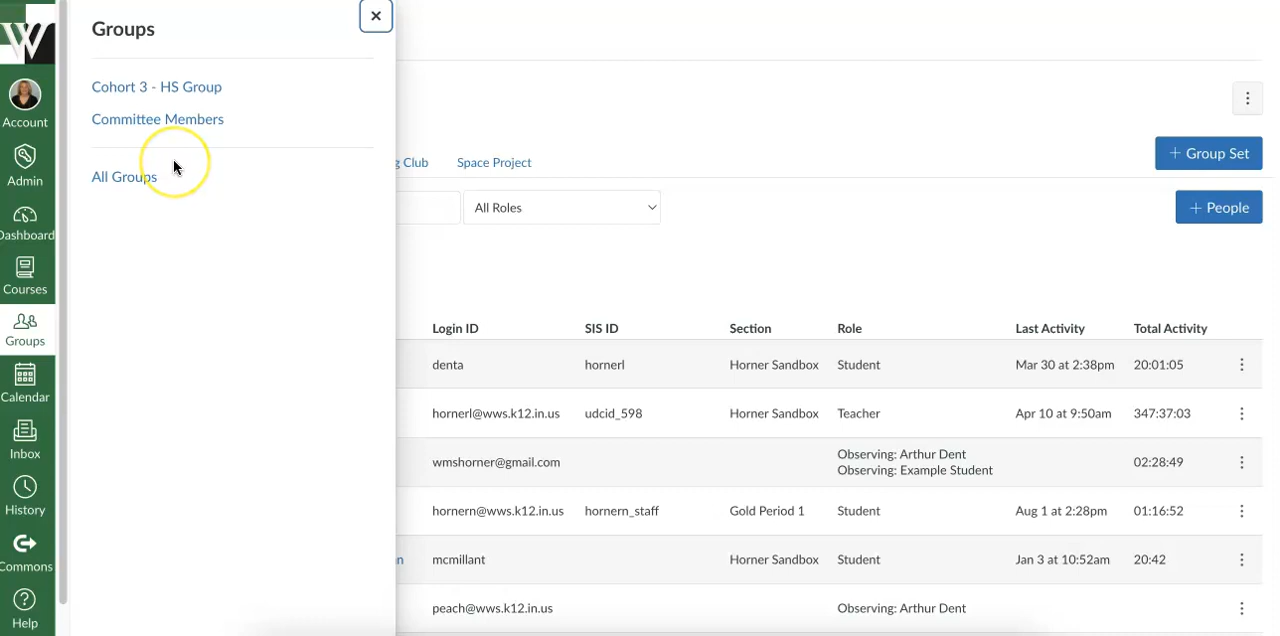 W
Account
Admin
Dashboard
Courses
Groups
Calendar
Inbox
History
Commons
Help
Groups
Cohort 3 - HS Group
Committee Members
All Groups
g Club Space Project
+ Group Set
All Roles
+ People
Login ID SIS ID Section Role Last Activity Total Activity
denta hornerl Horner Sandbox Student Mar 30 at 2:38pm 20:01:05
hornerl@wws.k12.in.us udcid_598 Horner Sandbox Teacher Apr 10 at 9:50am 347:37:03
wmshorner@gmail.com Observing: Arthur Dent 02:28:49
Observing: Example Student
hornern@wws.k12.in.us hornern_staff Gold Period 1 Student Aug 1 at 2:28pm 01:16:52
n mcmillant Horner Sandbox Student Jan 3 at 10:52am 20:42
peach@wws.k12.in.us Observing: Arthur Dent